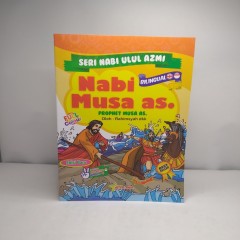 SERI NABI ULUL AZMI
BILINGUAL
Nabi
Musa as.
PROPHET MUSA AS.